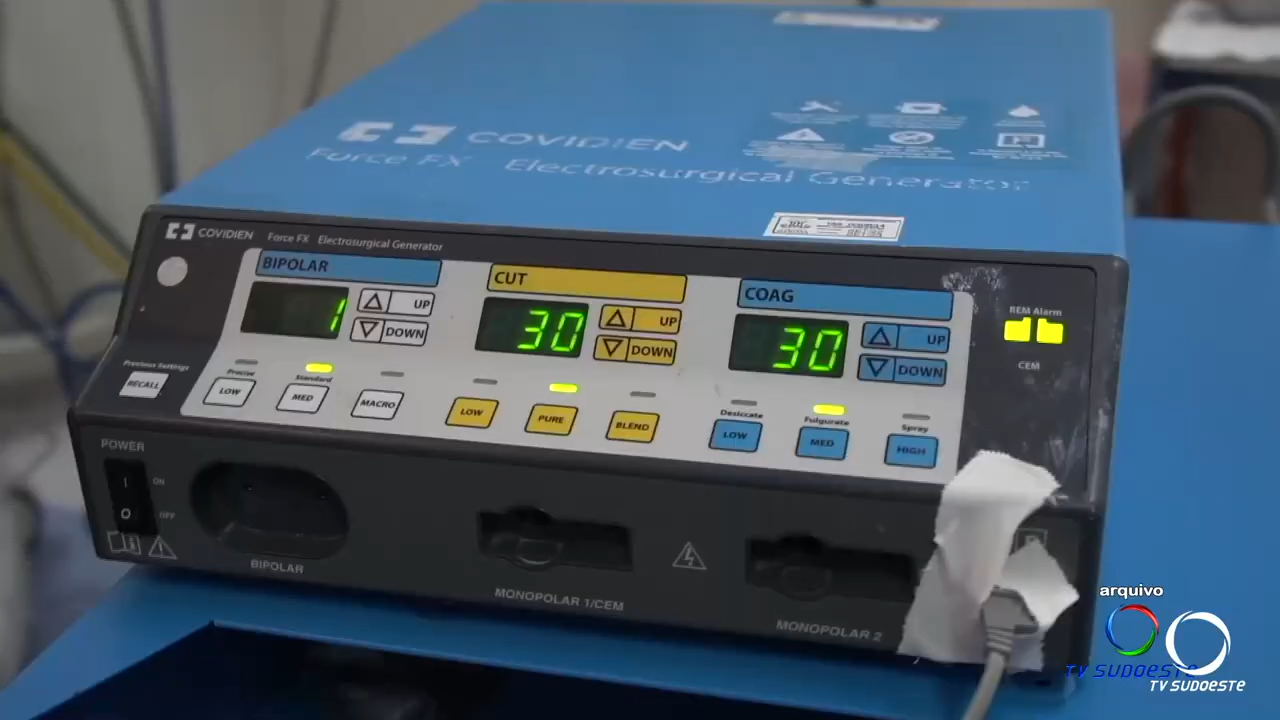 COVIDIEN
Force FX Electrosurgical Generator
COVIDIEN Force FX Electrosurgical Generator
BIPOLAR
CUT
COAG
1
UP
DOWN
30
UP
DOWN
30
UP
DOWN
REM Alarm
CEM
Previous Settings
RECALL
Precise
LOW
Standard
MED
MACRO
LOW
PURE
BLEND
Desiccate
LOW
Fulgurate
MED
Spray
HIGH
POWER
I ON
O OFF
BIPOLAR
MONOPOLAR 1/CEM
MONOPOLAR 2
arquivo
TV SUDOESTE
TV SUDOESTE